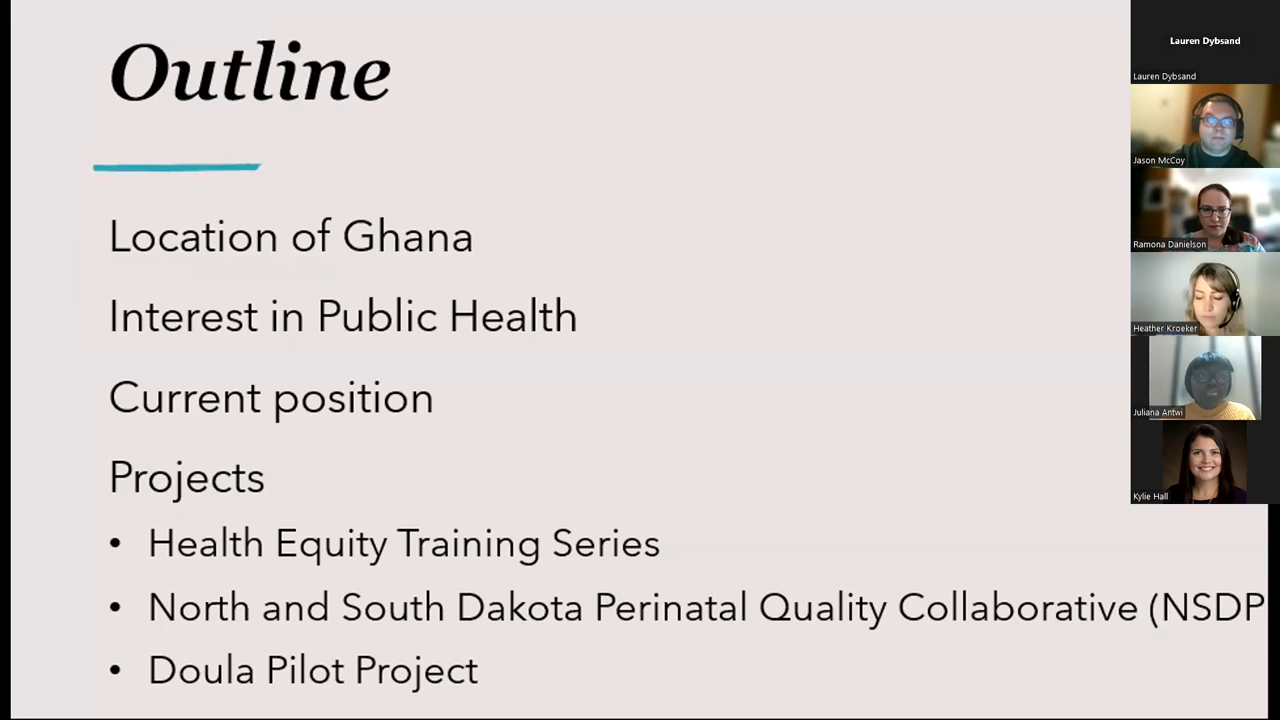 Outline
Location of Ghana
Interest in Public Health
Current position
Projects
• Health Equity Training Series
• North and South Dakota Perinatal Quality Collaborative (NSDP
• Doula Pilot Project
Lauren Dybsand
Lauren Dybsand
Jason McCoy
Ramona Danielson
Heather Kroeker
Juliana Antwi
Kylie Hall